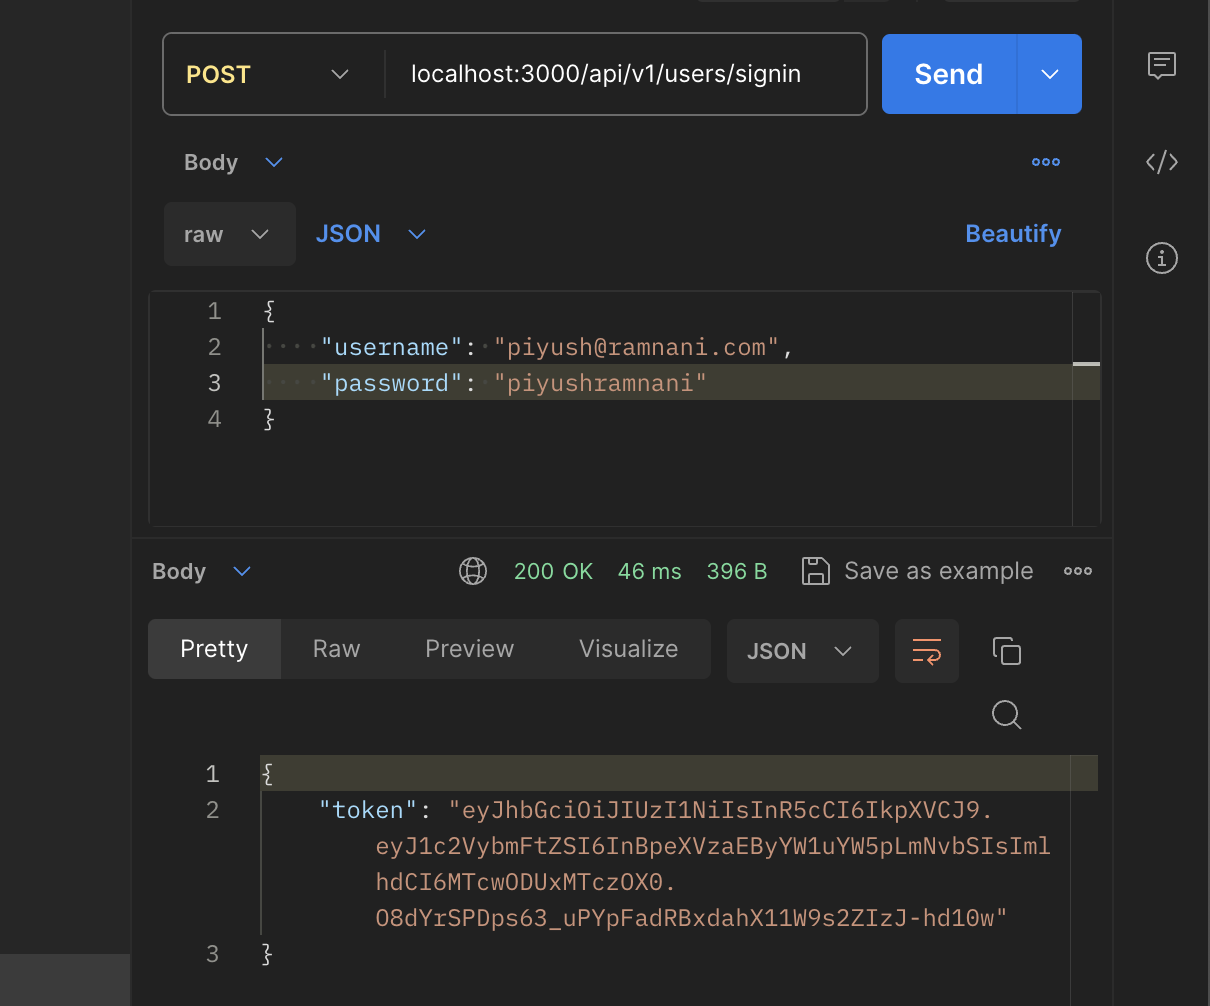 POST localhost:3000/api/v1/users/signin Send
Body
raw JSON Beautify
1 {
2 "username": "piyush@ramnani.com",
3 "password": "piyushramnani"
4 }
Body 200 OK 46 ms 396 B Save as example
Pretty Raw Preview Visualize JSON
1 {
2 "token": "eyJhbGciOiJIUzI1NiIsInR5cCI6IkpXVCJ9.
eyJ1c2VybmFtZSI6InBpeXVzaEByYW1uYW5pLmNvbSIsIml
hdCI6MTcwODUxMTczOX0.
O8dYrSPDps63_uPYpFadRBxdahX11W9s2ZIzJ-hd10w"
3 }